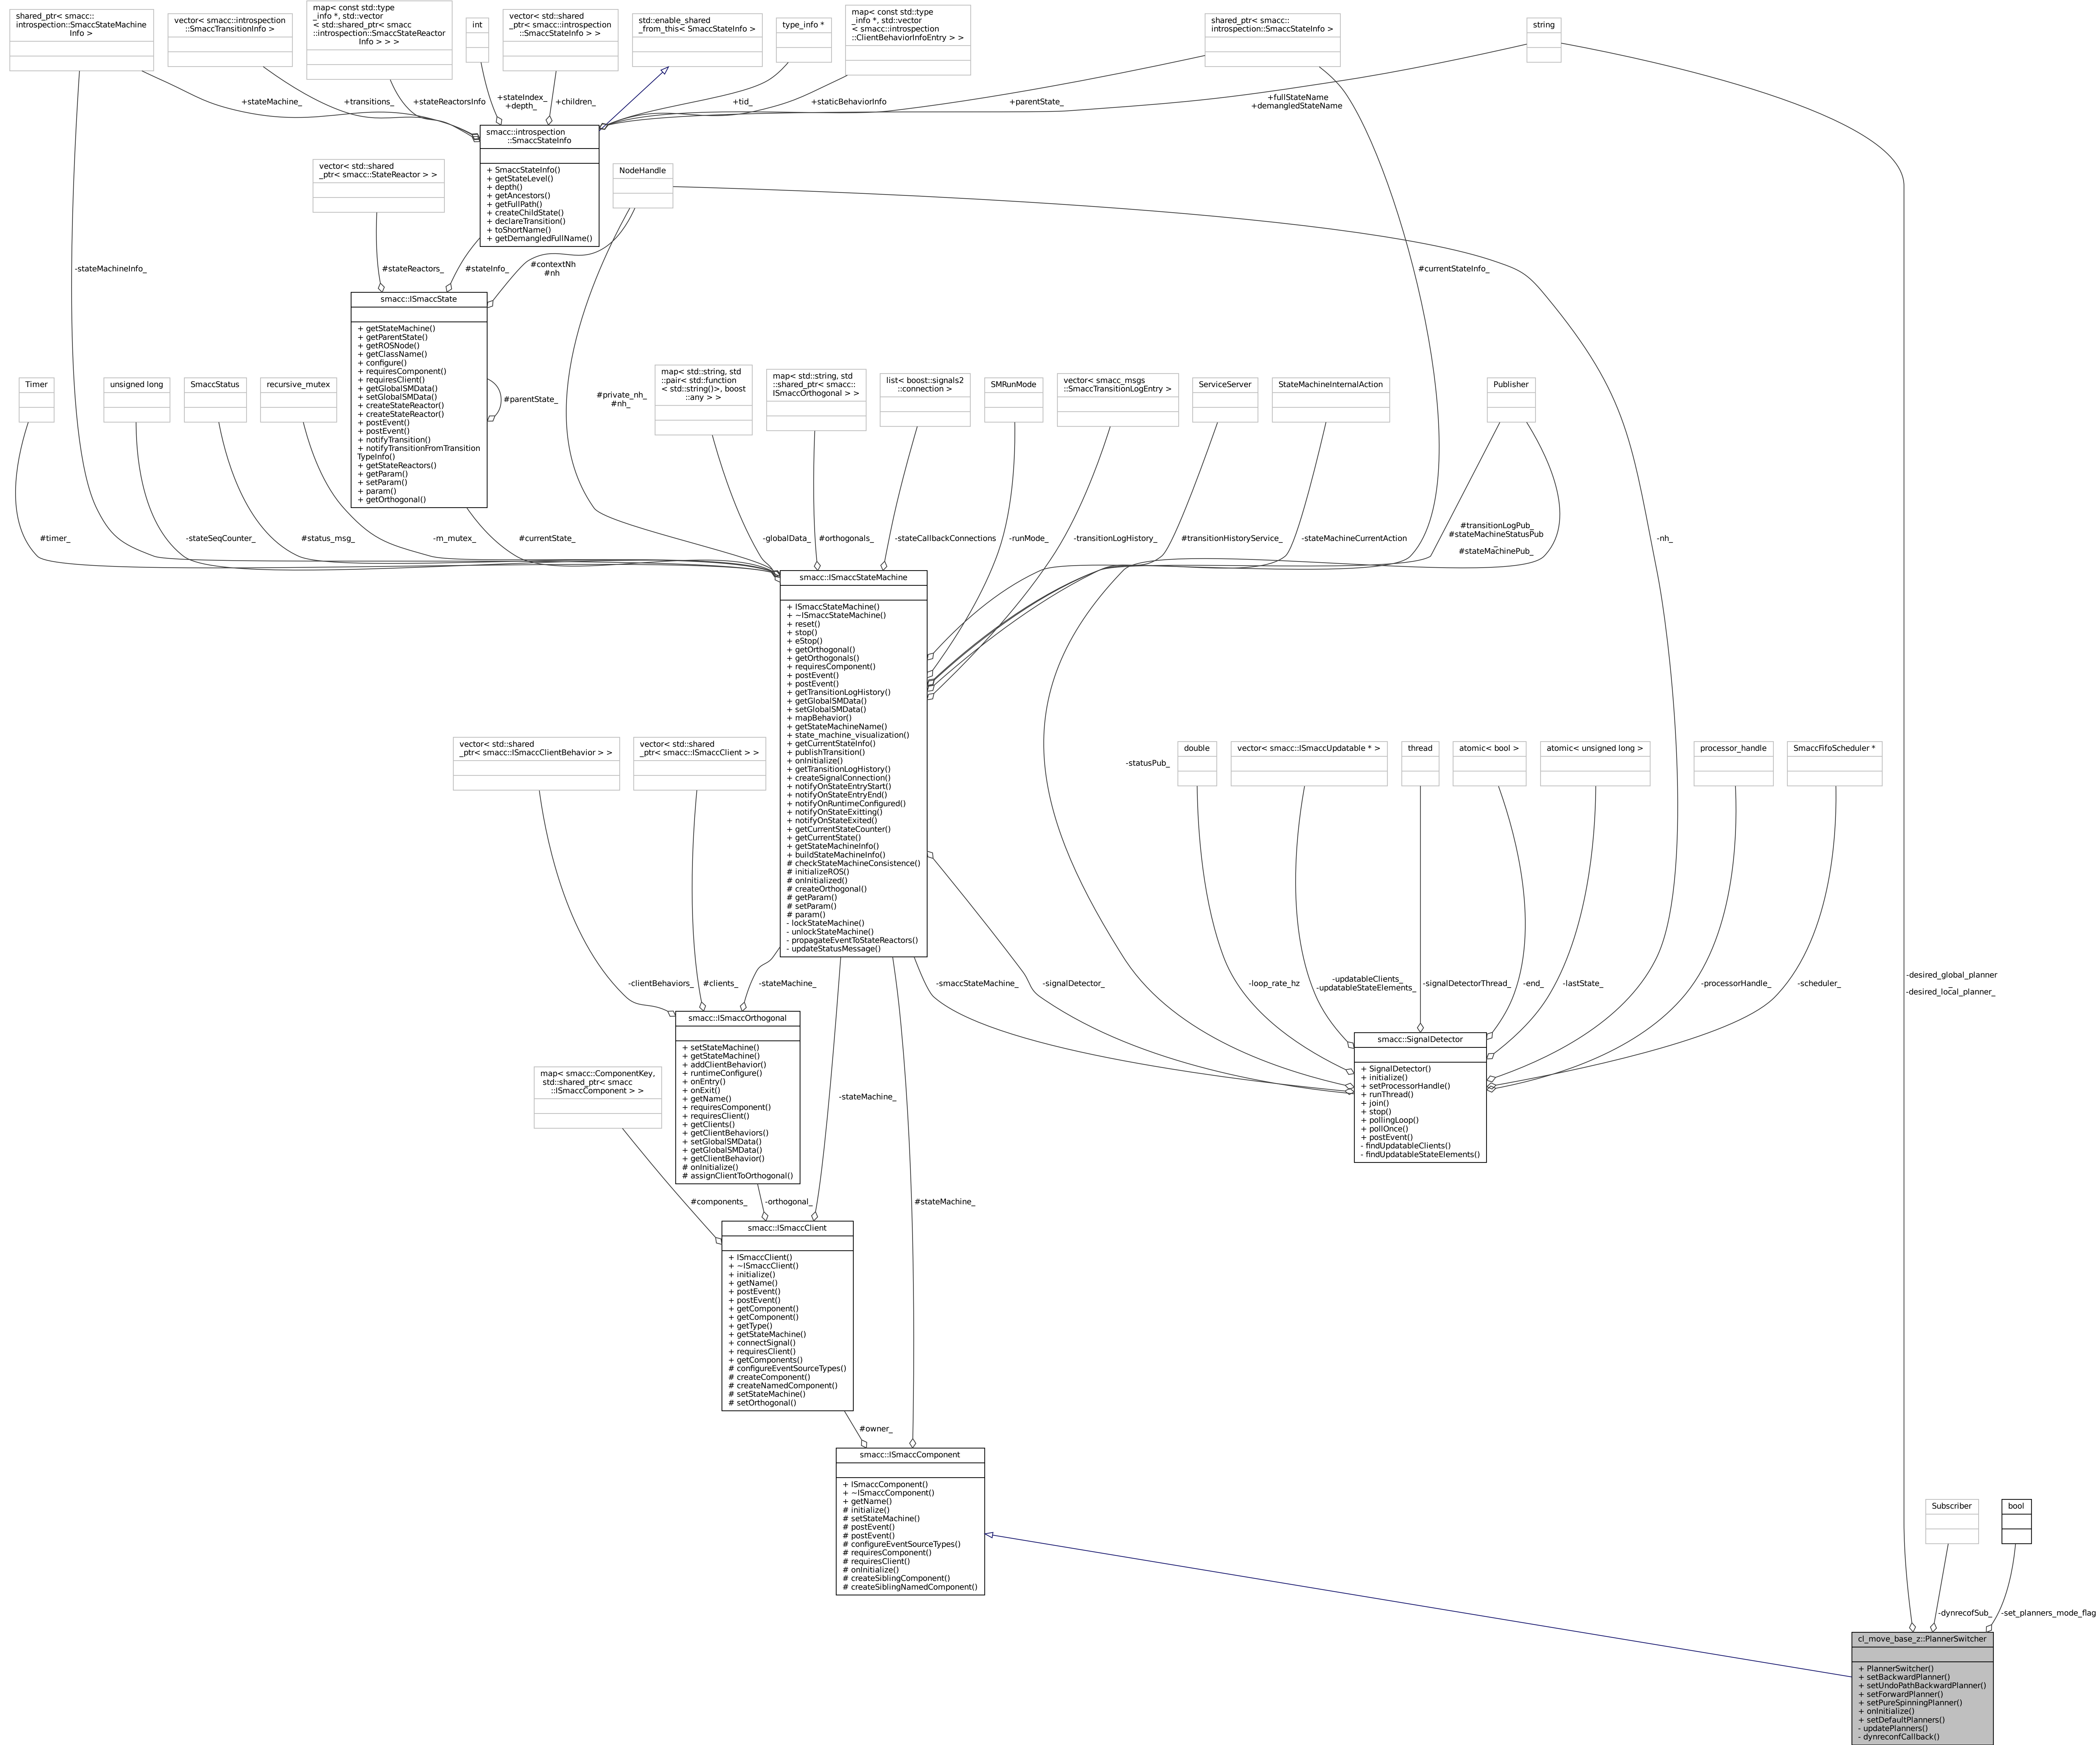 shared_ptr< smacc::
introspection::SmaccStateMachine
Info >
vector< smacc::introspection
::SmaccTransitionInfo >
map< const std::type
_info *, std::vector
< std::shared_ptr< smacc
::introspection::SmaccStateReactor
Info > > >
int
vector< std::shared
_ptr< smacc::introspection
::SmaccStateInfo > >
std::enable_shared
_from_this< SmaccStateInfo >
type_info *
map< const std::type
_info *, std::vector
< smacc::introspection
::ClientBehaviorInfoEntry > >
shared_ptr< smacc::
introspection::SmaccStateInfo >
string
+stateMachine_
+transitions_
+stateReactorsInfo
+stateIndex_
+depth_
+children_
+tid_
+staticBehaviorInfo
+parentState_
+fullStateName
+demangledStateName
smacc::introspection
::SmaccStateInfo
+ SmaccStateInfo()
+ getStateLevel()
+ depth()
+ getAncestors()
+ getFullPath()
+ createChildState()
+ declareTransition()
+ toShortName()
+ getDemangledFullName()
vector< std::shared
_ptr< smacc::StateReactor > >
NodeHandle
-stateMachineInfo_
#stateReactors_
#stateInfo_
#contextNh
#nh
#currentStateInfo_
smacc::ISmaccState
+ getStateMachine()
+ getParentState()
+ getROSNode()
+ getClassName()
+ configure()
+ requiresComponent()
+ requiresClient()
+ getGlobalSMData()
+ setGlobalSMData()
+ createStateReactor()
+ createStateReactor()
+ postEvent()
+ postEvent()
+ notifyTransition()
+ notifyTransitionFromTransition
TypeInfo()
+ getStateReactors()
+ getParam()
+ setParam()
+ param()
+ getOrthogonal()
#parentState_
#private_nh_
#nh_
Timer
unsigned long
SmaccStatus
recursive_mutex
map< std::string, std
::pair< std::function
< std::string()>, boost
::any > >
map< std::string, std
::shared_ptr< smacc::
ISmaccOrthogonal > >
list< boost::signals2
::connection >
SMRunMode
vector< smacc_msgs
::SmaccTransitionLogEntry >
ServiceServer
StateMachineInternalAction
Publisher
#timer_
-stateSeqCounter_
#status_msg_
-m_mutex_
#currentState_
-globalData_
#orthogonals_
-stateCallbackConnections
-runMode_
-transitionLogHistory_
#transitionHistoryService_
-stateMachineCurrentAction
#transitionLogPub_
#stateMachineStatusPub
_
#stateMachinePub_
-nh_
smacc::ISmaccStateMachine
+ ISmaccStateMachine()
+ ~ISmaccStateMachine()
+ reset()
+ stop()
+ eStop()
+ getOrthogonal()
+ getOrthogonals()
+ requiresComponent()
+ postEvent()
+ postEvent()
+ getTransitionLogHistory()
+ getGlobalSMData()
+ setGlobalSMData()
+ mapBehavior()
+ getStateMachineName()
+ state_machine_visualization()
+ getCurrentStateInfo()
+ publishTransition()
+ onInitialize()
+ getTransitionLogHistory()
+ createSignalConnection()
+ notifyOnStateEntryStart()
+ notifyOnStateEntryEnd()
+ notifyOnRuntimeConfigured()
+ notifyOnStateExitting()
+ notifyOnStateExited()
+ getCurrentStateCounter()
+ getCurrentState()
+ getStateMachineInfo()
+ buildStateMachineInfo()
# checkStateMachineConsistence()
# initializeROS()
# onInitialized()
# createOrthogonal()
# getParam()
# setParam()
# param()
- lockStateMachine()
- unlockStateMachine()
- propagateEventToStateReactors()
- updateStatusMessage()
vector< std::shared
_ptr< smacc::ISmaccClientBehavior > >
vector< std::shared
_ptr< smacc::ISmaccClient > >
-statusPub_
double
vector< smacc::ISmaccUpdatable * >
thread
atomic< bool >
atomic< unsigned long >
processor_handle
SmaccFifoScheduler *
-clientBehaviors_
#clients_
-stateMachine_
-smaccStateMachine_
-signalDetector_
-loop_rate_hz
-updatableClients_
-updatableStateElements_
-signalDetectorThread_
-end_
-lastState_
-processorHandle_
-scheduler_
-desired_global_planner
_
-desired_local_planner_
smacc::ISmaccOrthogonal
+ setStateMachine()
+ getStateMachine()
+ addClientBehavior()
+ runtimeConfigure()
+ onEntry()
+ onExit()
+ getName()
+ requiresComponent()
+ requiresClient()
+ getClients()
+ getClientBehaviors()
+ setGlobalSMData()
+ getGlobalSMData()
+ getClientBehavior()
# onInitialize()
# assignClientToOrthogonal()
smacc::SignalDetector
+ SignalDetector()
+ initialize()
+ setProcessorHandle()
+ runThread()
+ join()
+ stop()
+ pollingLoop()
+ pollOnce()
+ postEvent()
- findUpdatableClients()
- findUpdatableStateElements()
map< smacc::ComponentKey,
std::shared_ptr< smacc
::ISmaccComponent > >
-stateMachine_
#components_
-orthogonal_
#stateMachine_
smacc::ISmaccClient
+ ISmaccClient()
+ ~ISmaccClient()
+ initialize()
+ getName()
+ postEvent()
+ postEvent()
+ getComponent()
+ getComponent()
+ getType()
+ getStateMachine()
+ connectSignal()
+ requiresClient()
+ getComponents()
# configureEventSourceTypes()
# createComponent()
# createNamedComponent()
# setStateMachine()
# setOrthogonal()
#owner_
smacc::ISmaccComponent
+ ISmaccComponent()
+ ~ISmaccComponent()
+ getName()
# initialize()
# setStateMachine()
# postEvent()
# postEvent()
# configureEventSourceTypes()
# requiresComponent()
# requiresClient()
# onInitialize()
# createSiblingComponent()
# createSiblingNamedComponent()
Subscriber
bool
-dynrecofSub_
-set_planners_mode_flag
cl_move_base_z::PlannerSwitcher
+ PlannerSwitcher()
+ setBackwardPlanner()
+ setUndoPathBackwardPlanner()
+ setForwardPlanner()
+ setPureSpinningPlanner()
+ onInitialize()
+ setDefaultPlanners()
- updatePlanners()
- dynreconfCallback()